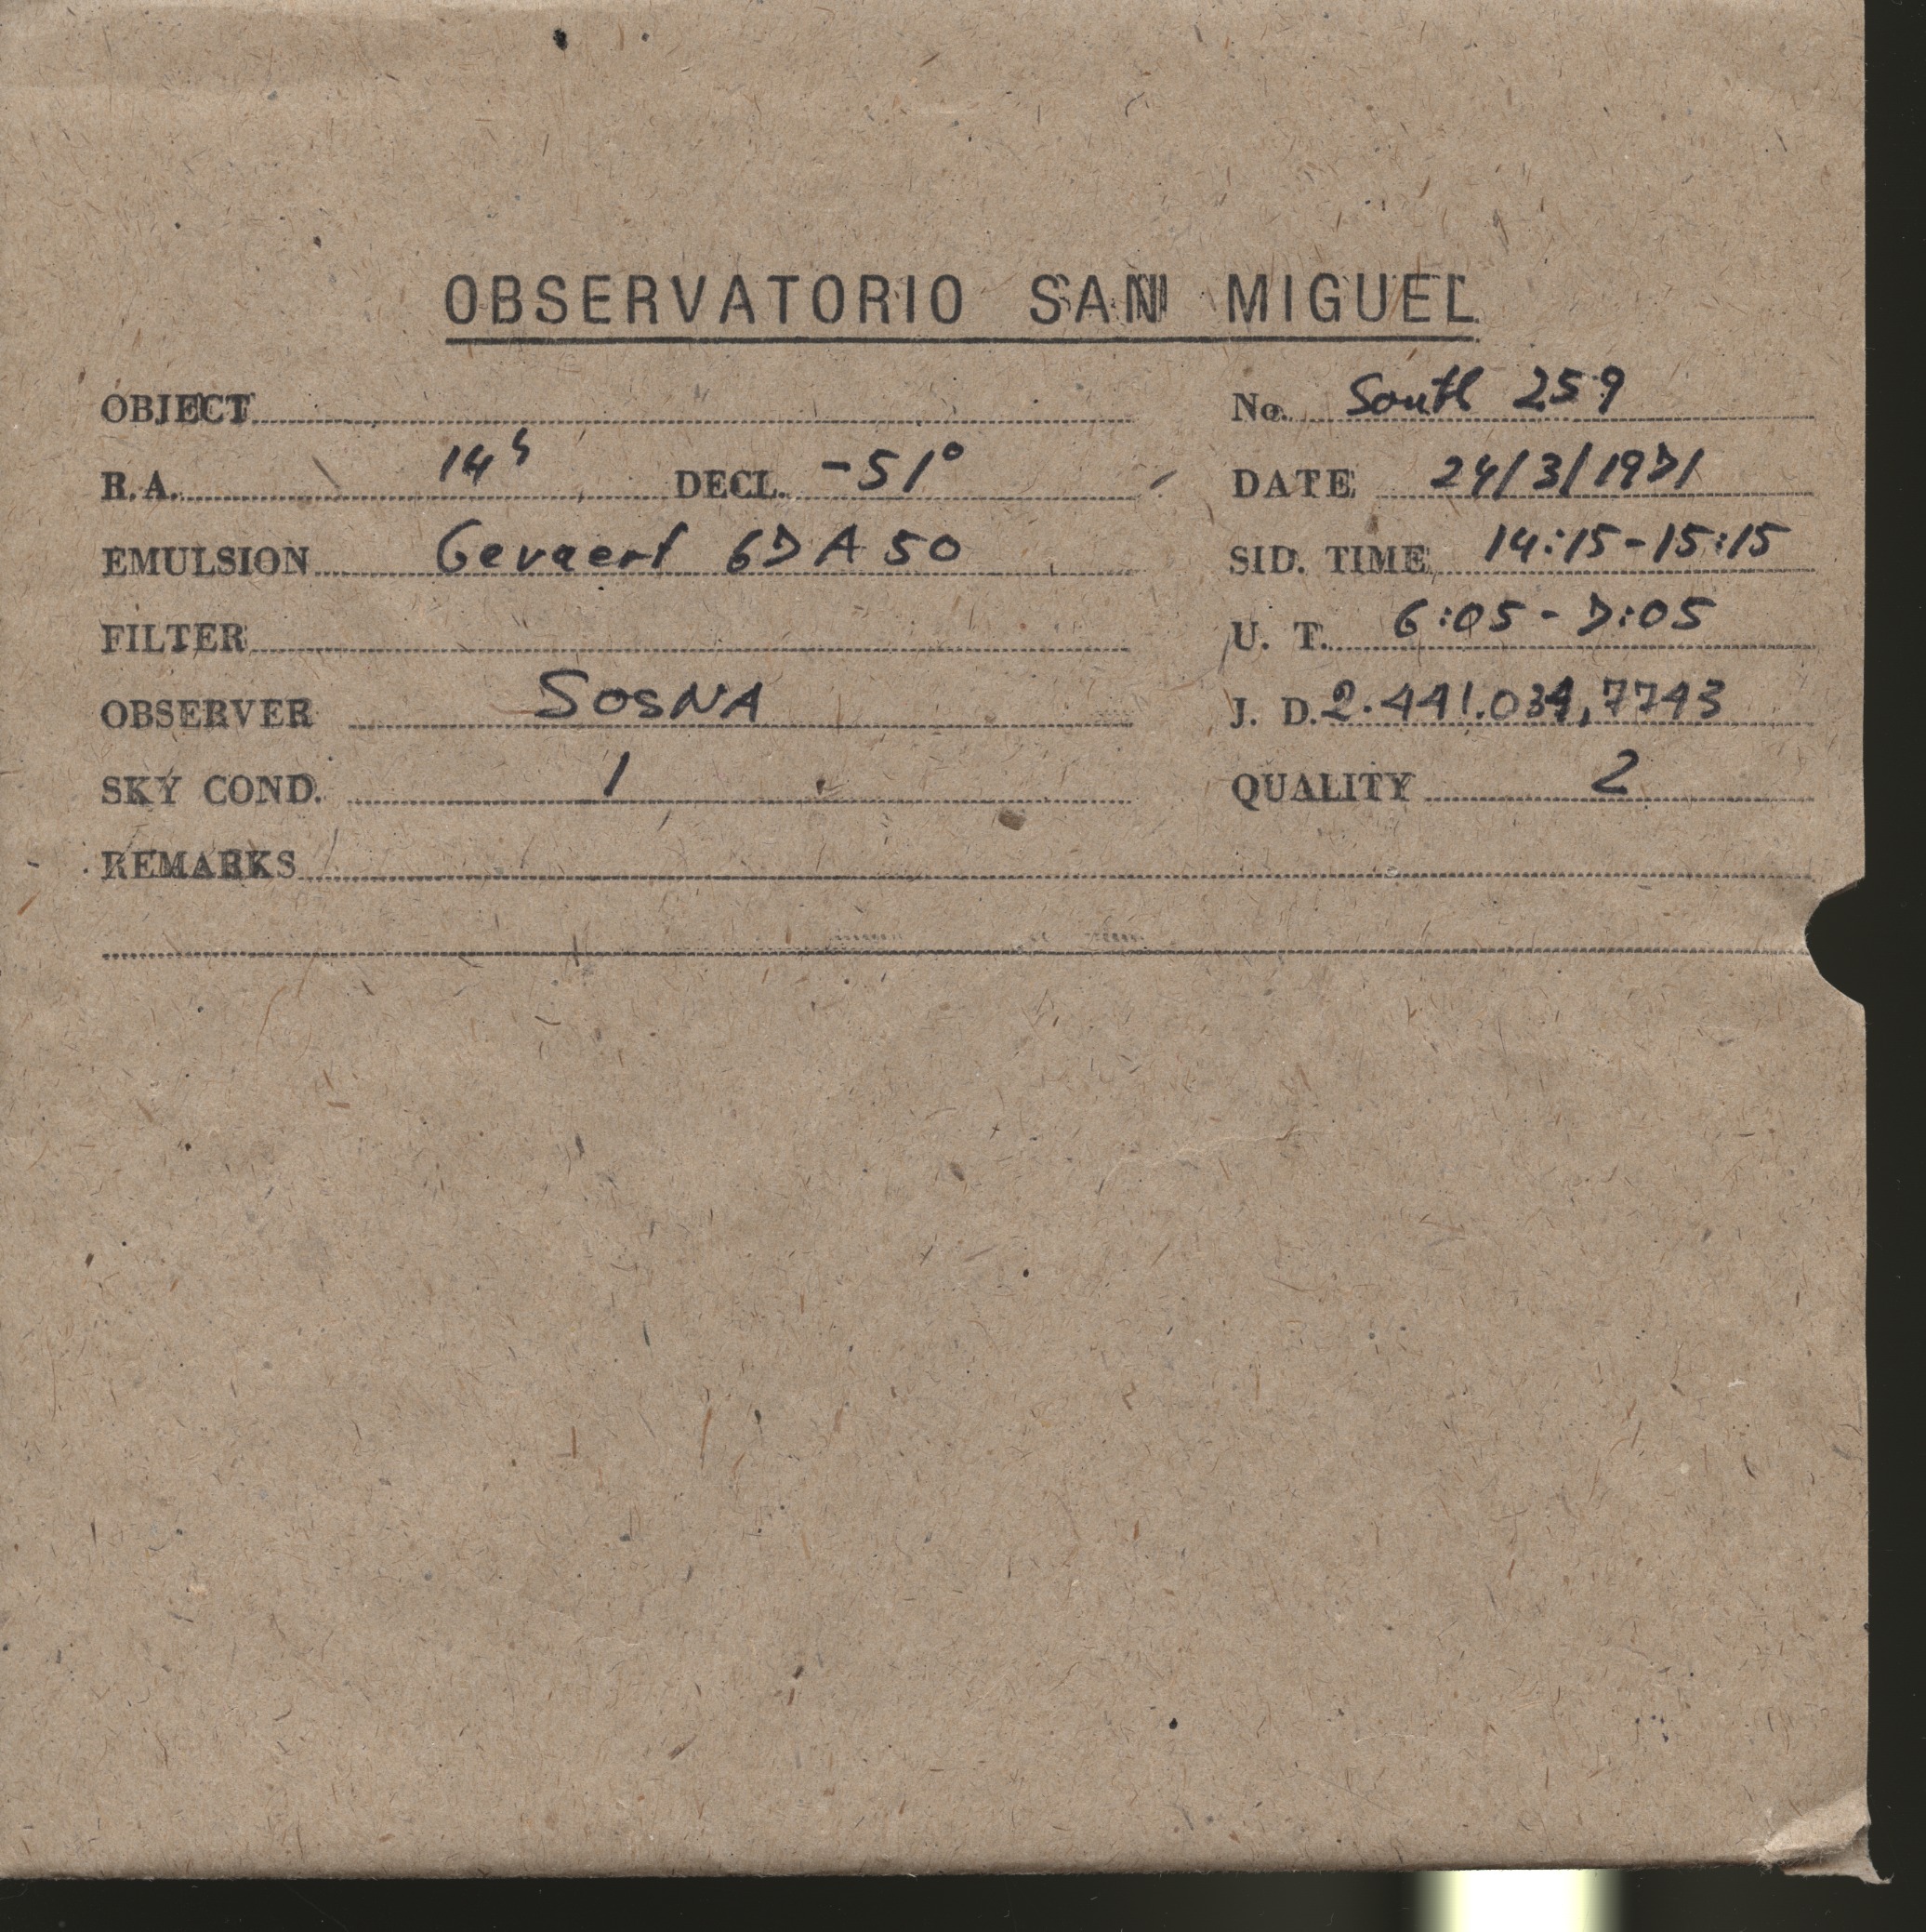 OBSERVATORIO SAN MIGUEL
OBJECT No. South 259
R.A. 14h DECL. -51° DATE 24/3/1971
EMULSION Gevaert 67A50 SID. TIME 14:15-15:15
FILTER U. T. 6:05-7:05
OBSERVER SOSNA J. D. 2.441.034,7743
SKY COND. 1 QUALITY 2
REMARKS